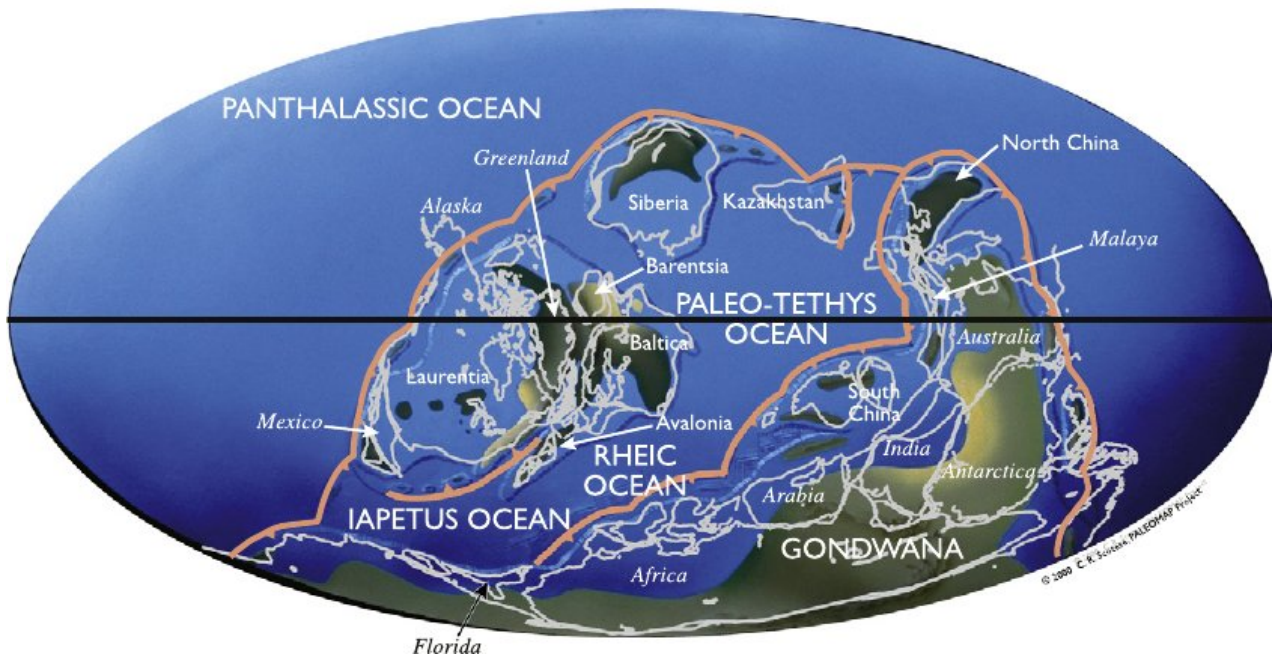 PANTHALASSIC OCEAN
Greenland
North China
Alaska
Siberia
Kazakhstan
Malaya
Barentsia
PALEO-TETHYS
OCEAN
Baltica
Australia
Laurentia
South
China
Mexico
Avalonia
RHEIC
OCEAN
India
Antarctica
Arabia
IAPETUS OCEAN
GONDWANA
Africa
© 2000 C. R. Scotese, PALEOMAP Project
Florida